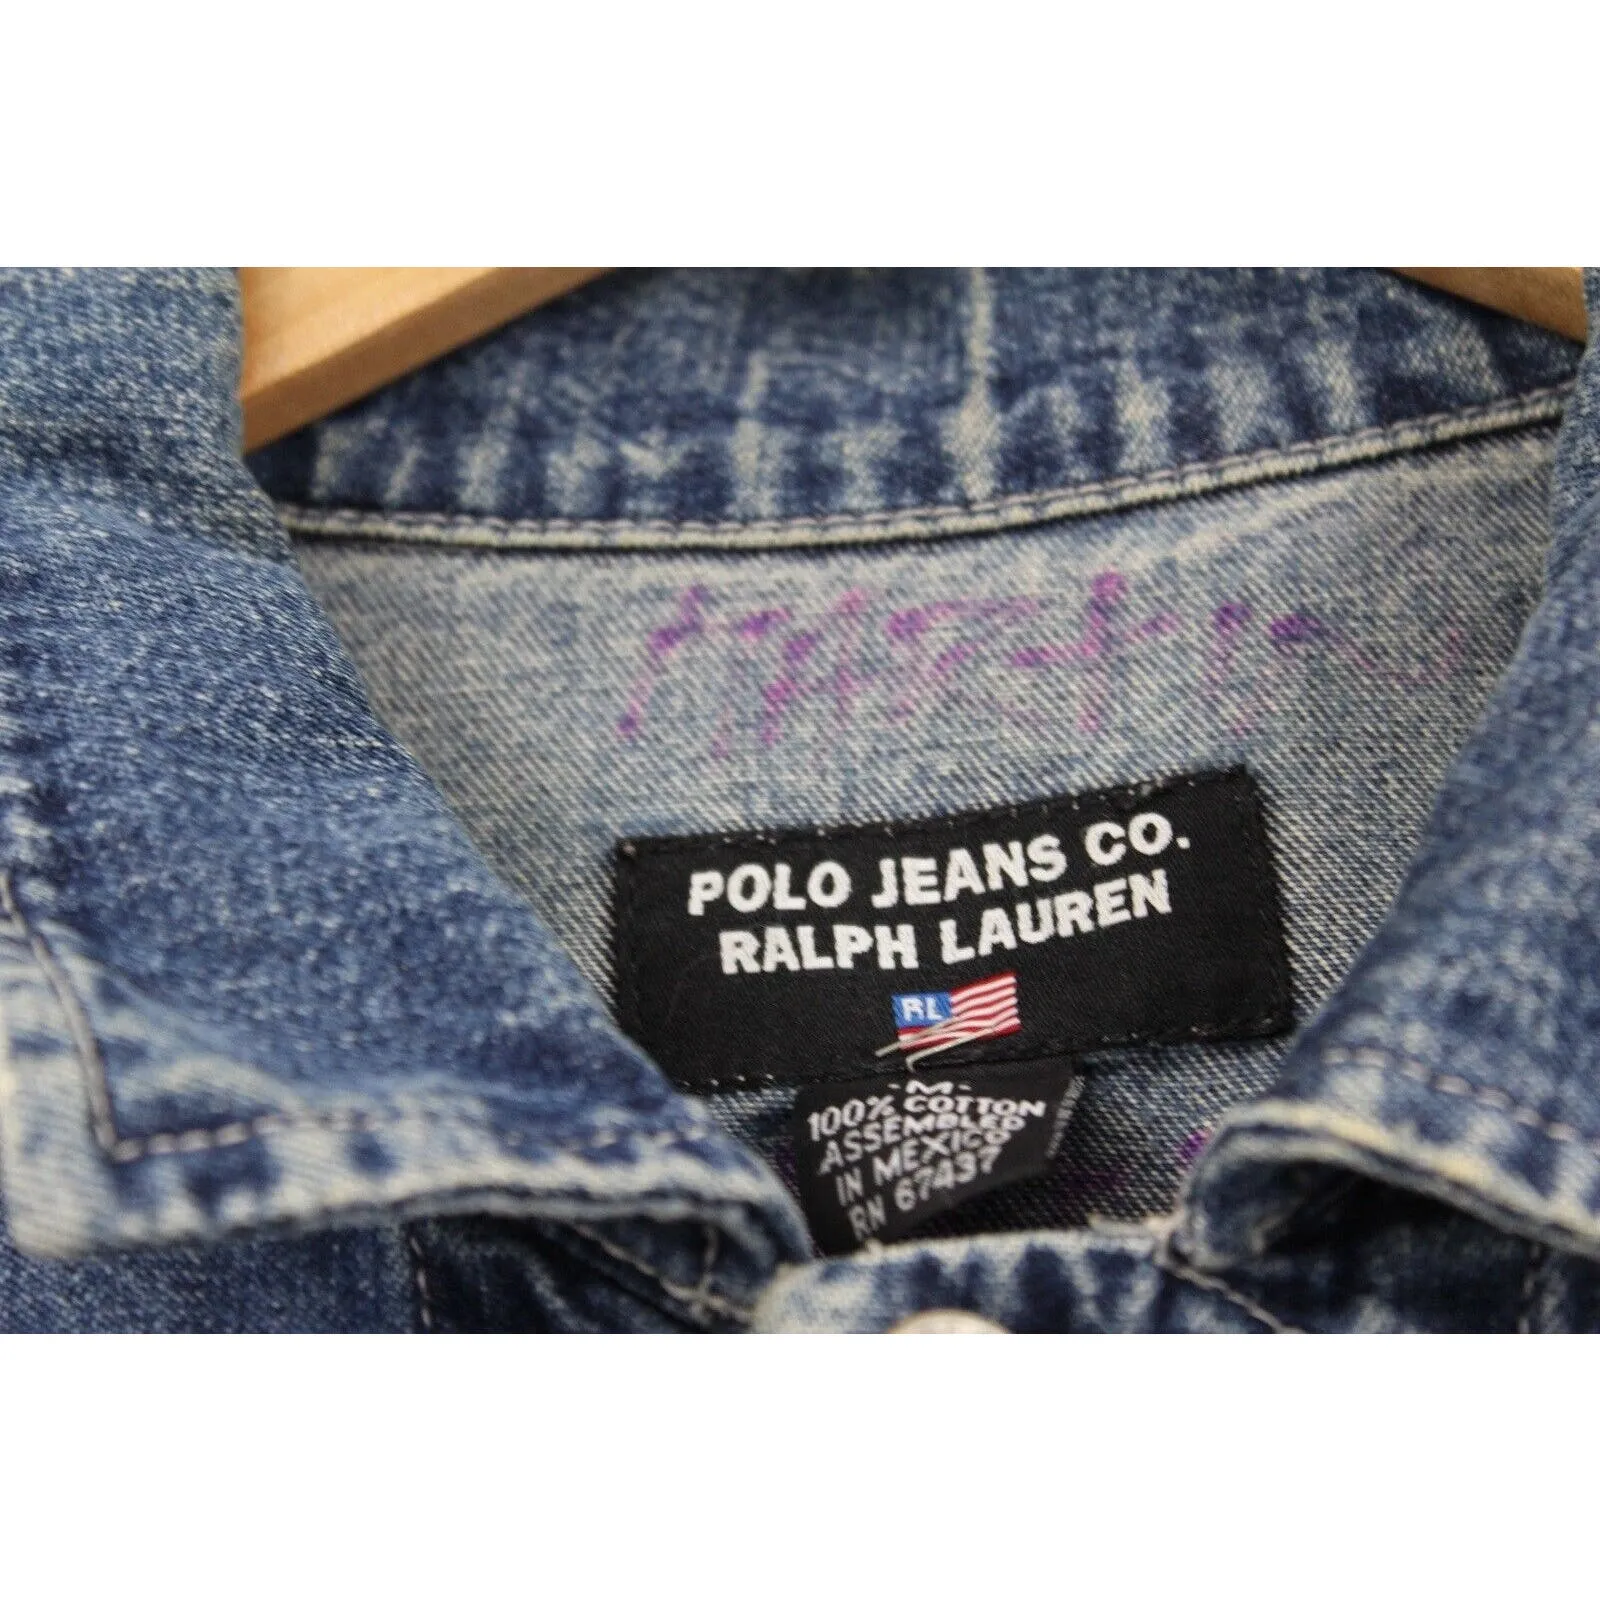 POLO JEANS CO.
RALPH LAUREN
RL
-M-
100% COTTON
ASSEMBLED
IN MEXICO
RN 67437